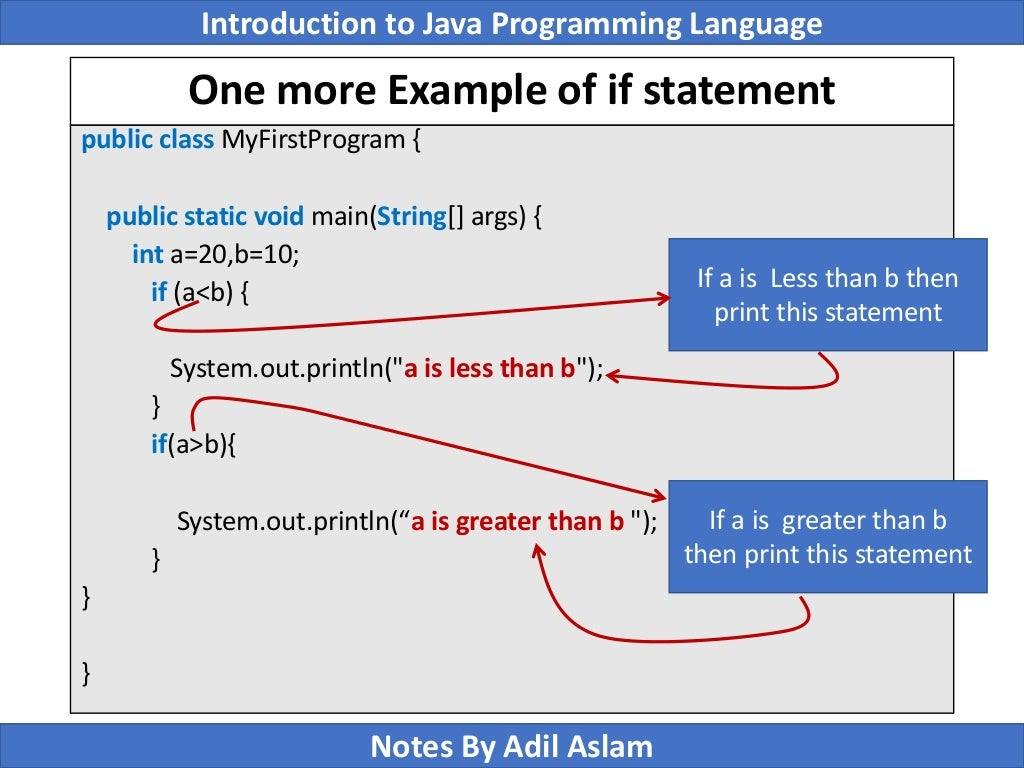 Introduction to Java Programming Language
One more Example of if statement
public class MyFirstProgram {
public static void main(String[] args) {
int a=20,b=10;
if (a<b) {
If a is  Less than b then
print this statement
System.out.println("a is less than b");
}
if(a>b){
System.out.println(“a is greater than b ");
If a is  greater than b
then print this statement
}
}
}
Notes By Adil Aslam